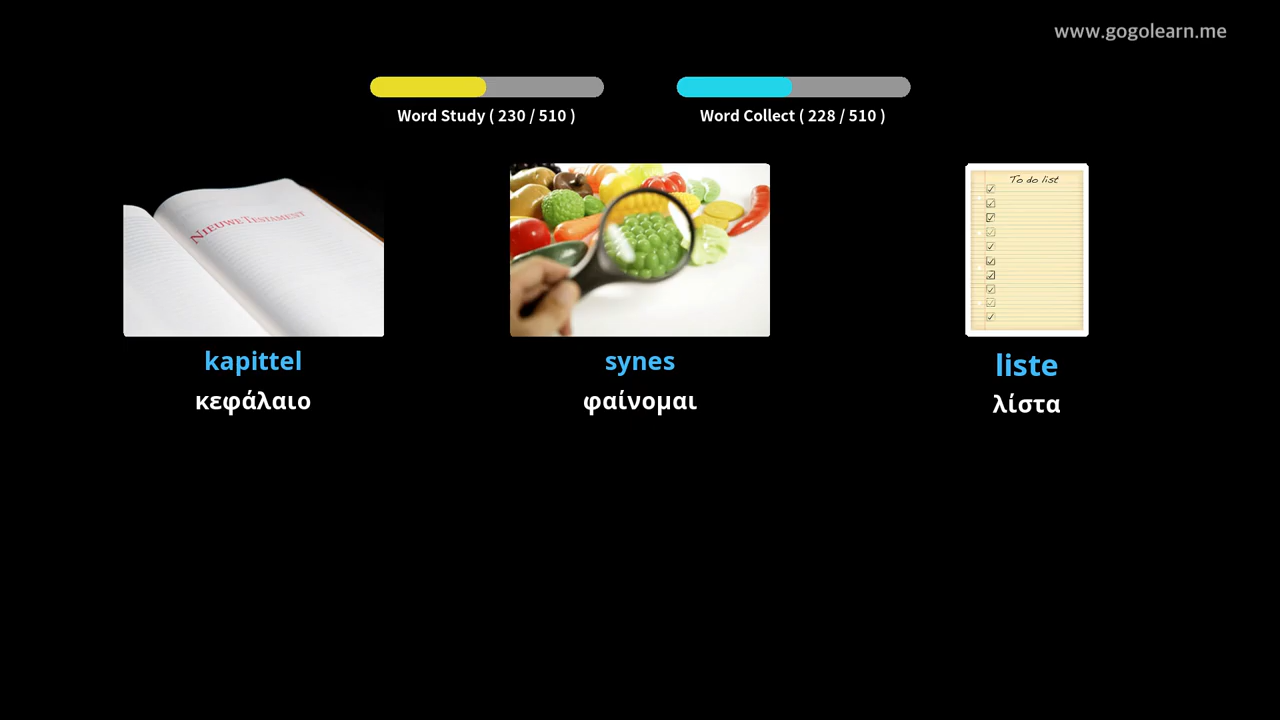 www.gogolearn.me
Word Study ( 230 / 510 )
Word Collect ( 228 / 510 )
NIEUWE TESTAMENT
To do list
kapittel
synes
liste
κεφάλαιο
φαίνομαι
λίστα